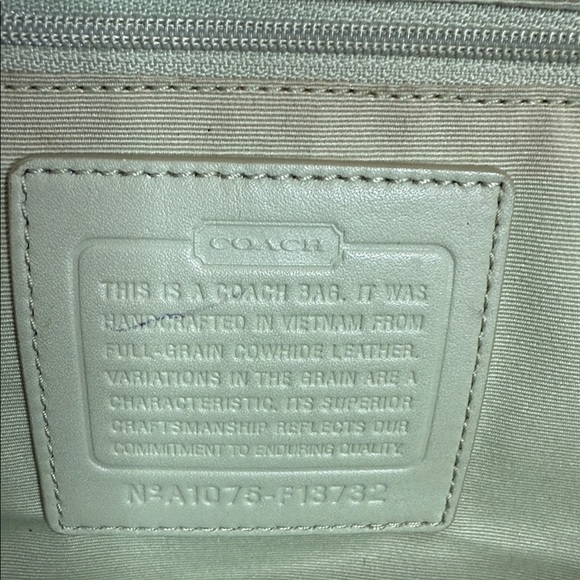 COACH
THIS IS A COACH BAG. IT WAS
HANDCRAFTED IN VIETNAM FROM
FULL-GRAIN COWHIDE LEATHER.
VARIATIONS IN THE GRAIN ARE A
CHARACTERISTIC. ITS SUPERIOR
CRAFTSMANSHIP REFLECTS OUR
COMMITMENT TO ENDURING QUALITY.
Nº A1075-F13732